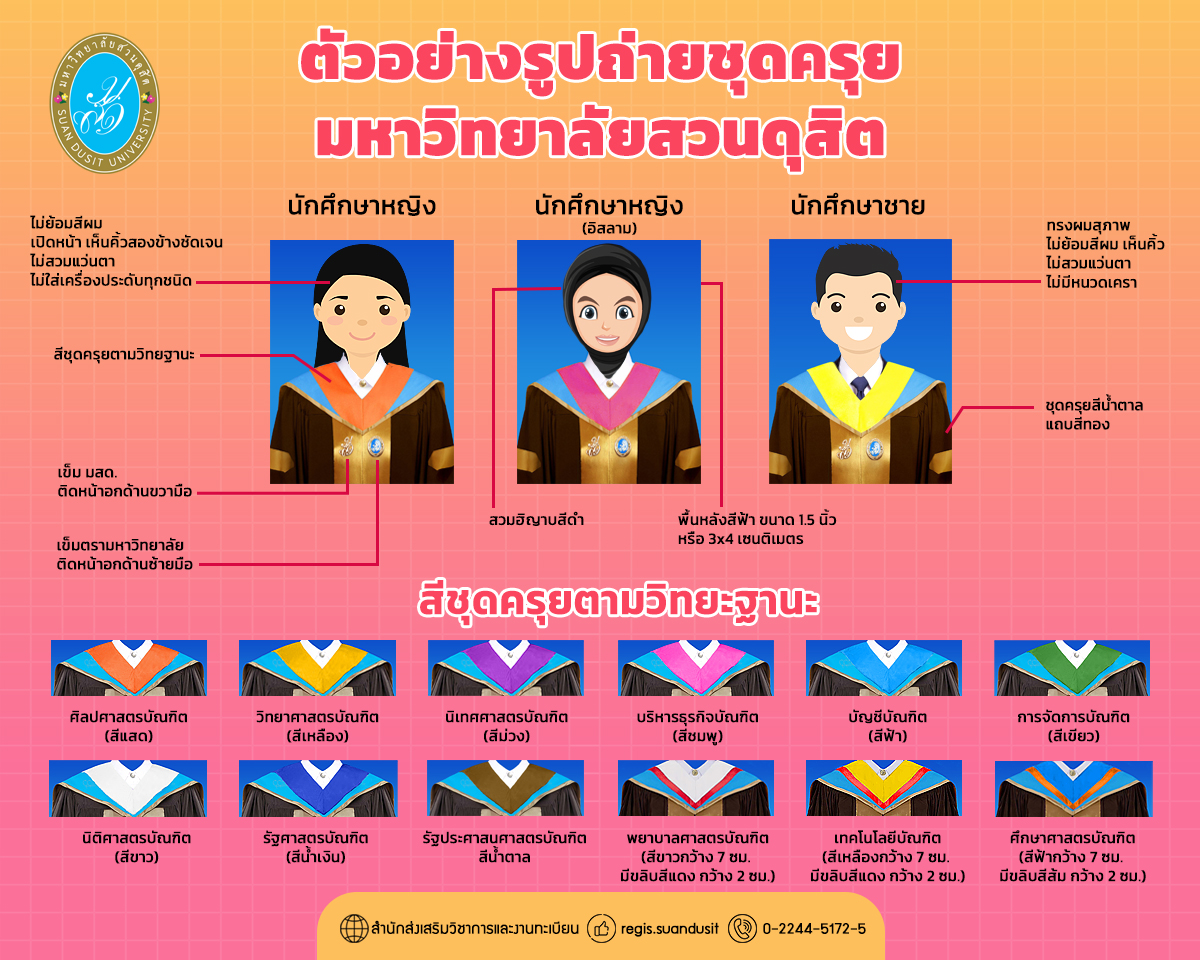 มหาวิทยาลัยสวนดุสิต
SUAN DUSIT UNIVERSITY
ตัวอย่างรูปถ่ายชุดครุย
มหาวิทยาลัยสวนดุสิต
นักศึกษาหญิง
ไม่ย้อมสีผม
เปิดหน้า เห็นคิ้วสองข้างชัดเจน
ไม่สวมแว่นตา
ไม่ใส่เครื่องประดับทุกชนิด
สีชุดครุยตามวิทยฐานะ
เข็ม มสด.
ติดหน้าอกด้านขวามือ
เข็มตรามหาวิทยาลัย
ติดหน้าอกด้านซ้ายมือ
นักศึกษาหญิง
(อิสลาม)
สวมฮิญาบสีดำ
พื้นหลังสีฟ้า ขนาด 1.5 นิ้ว
หรือ 3x4 เซนติเมตร
นักศึกษาชาย
ทรงผมสุภาพ
ไม่ย้อมสีผม เห็นคิ้ว
ไม่สวมแว่นตา
ไม่มีหนวดเครา
ชุดครุยสีน้ำตาล
แถบสีทอง
สีชุดครุยตามวิทยะฐานะ
ศิลปศาสตรบัณฑิต
(สีแสด)
วิทยาศาสตรบัณฑิต
(สีเหลือง)
นิเทศศาสตรบัณฑิต
(สีม่วง)
บริหารธุรกิจบัณฑิต
(สีชมพู)
บัญชีบัณฑิต
(สีฟ้า)
การจัดการบัณฑิต
(สีเขียว)
นิติศาสตรบัณฑิต
(สีขาว)
รัฐศาสตรบัณฑิต
(สีน้ำเงิน)
รัฐประศาสนศาสตรบัณฑิต
สีน้ำตาล
พยาบาลศาสตรบัณฑิต
(สีขาวกว้าง 7 ซม.
มีขลิบสีแดง กว้าง 2 ซม.)
เทคโนโลยีบัณฑิต
(สีเหลืองกว้าง 7 ซม.
มีขลิบสีแดง กว้าง 2 ซม.)
ศึกษาศาสตรบัณฑิต
(สีฟ้ากว้าง 7 ซม.
มีขลิบสีส้ม กว้าง 2 ซม.)
สำนักส่งเสริมวิชาการและงานทะเบียน regis.suandusit 0-2244-5172-5